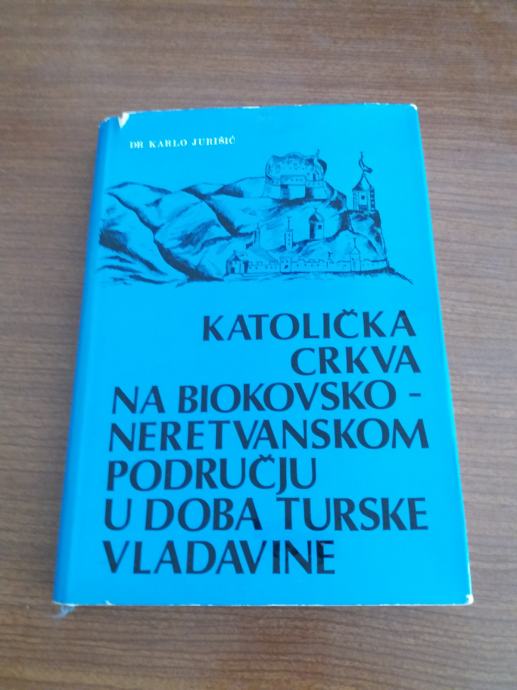 DR KARLO JURIŠIĆ
KATOLIČKA
CRKVA
NA BIOKOVSKO-
NERETVANSKOM
PODRUČJU
U DOBA TURSKE
VLADAVINE